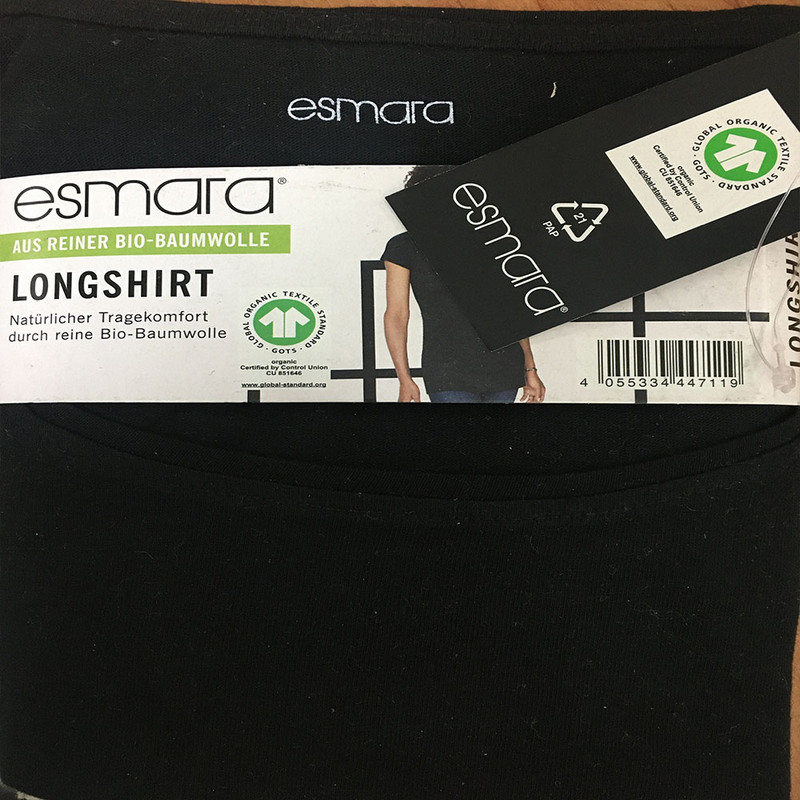 esmara
esmara®
AUS REINER BIO-BAUMWOLLE
LONGSHIRT
Natürlicher Tragekomfort
durch reine Bio-Baumwolle
GLOBAL ORGANIC TEXTILE STANDARD
· GOTS ·
organic
Certified by Control Union
CU 851646
www.global-standard.org
4 055334 447119
esmara®
21
PAP
GLOBAL ORGANIC TEXTILE STANDARD
· GOTS ·
organic
Certified by Control Union
CU 851646
www.global-standard.org